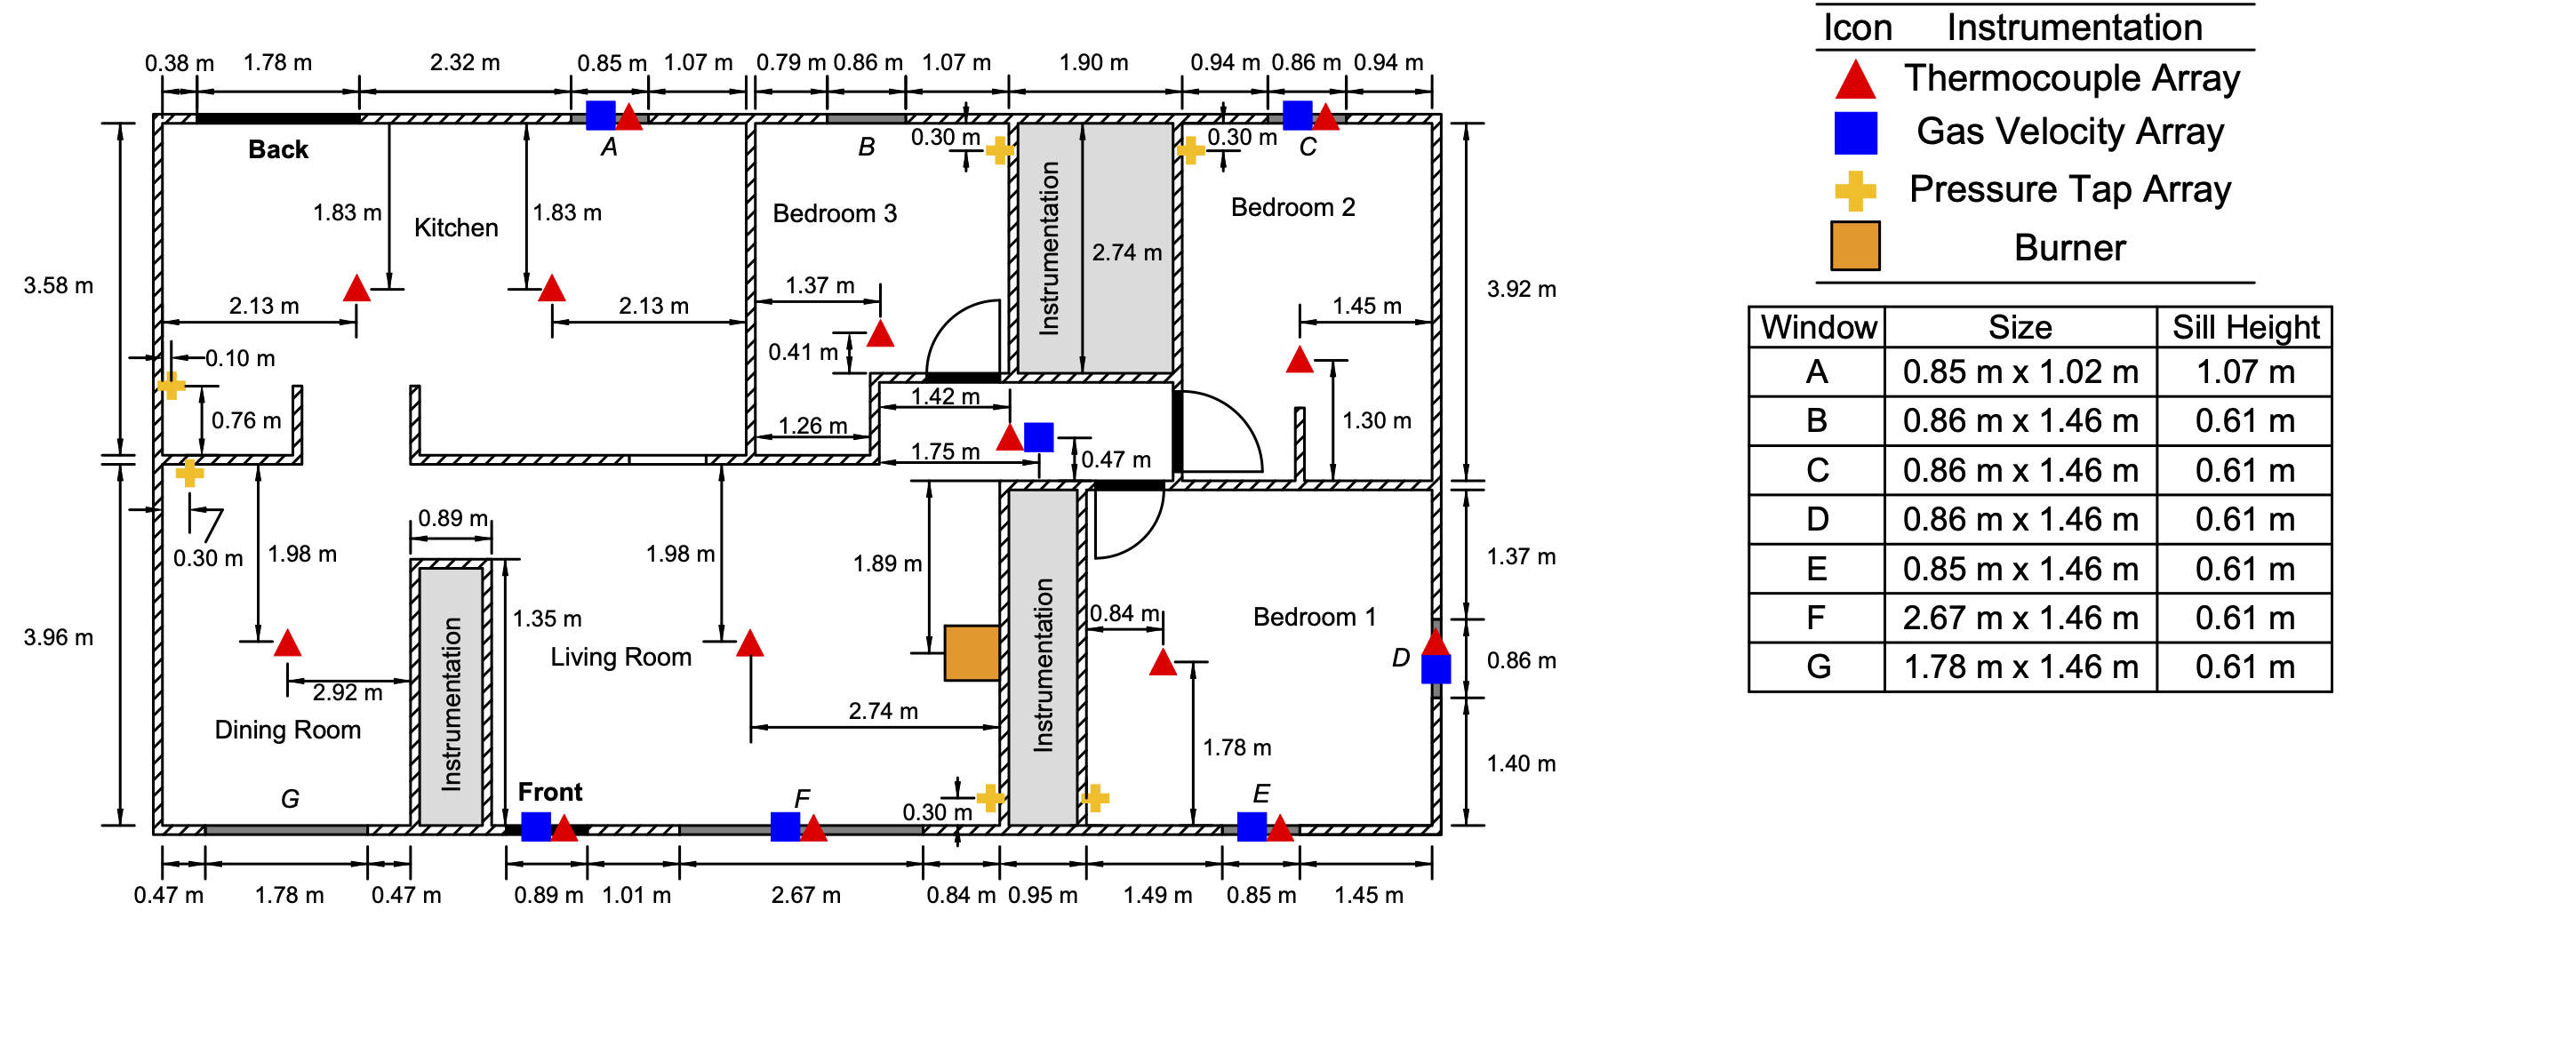 0.38 m 1.78 m 2.32 m 0.85 m 1.07 m 0.79 m 0.86 m 1.07 m 1.90 m 0.94 m 0.86 m 0.94 m
Back A B 0.30 m 0.30 m C
1.83 m Kitchen 1.83 m Bedroom 3 Instrumentation 2.74 m Bedroom 2
3.58 m 2.13 m 2.13 m 1.37 m 1.45 m 3.92 m
0.10 m 0.41 m
0.76 m 1.26 m 1.42 m 1.30 m
1.75 m 0.47 m
0.30 m 1.98 m 0.89 m 1.98 m 1.89 m 1.37 m
1.35 m 0.84 m Bedroom 1
3.96 m Instrumentation Living Room Instrumentation D 0.86 m
2.92 m 2.74 m
Dining Room 1.78 m 1.40 m
G Front F 0.30 m E
0.47 m 1.78 m 0.47 m 0.89 m 1.01 m 2.67 m 0.84 m 0.95 m 1.49 m 0.85 m 1.45 m
Icon Instrumentation
Thermocouple Array
Gas Velocity Array
Pressure Tap Array
Burner
Window Size Sill Height
A 0.85 m x 1.02 m 1.07 m
B 0.86 m x 1.46 m 0.61 m
C 0.86 m x 1.46 m 0.61 m
D 0.86 m x 1.46 m 0.61 m
E 0.85 m x 1.46 m 0.61 m
F 2.67 m x 1.46 m 0.61 m
G 1.78 m x 1.46 m 0.61 m